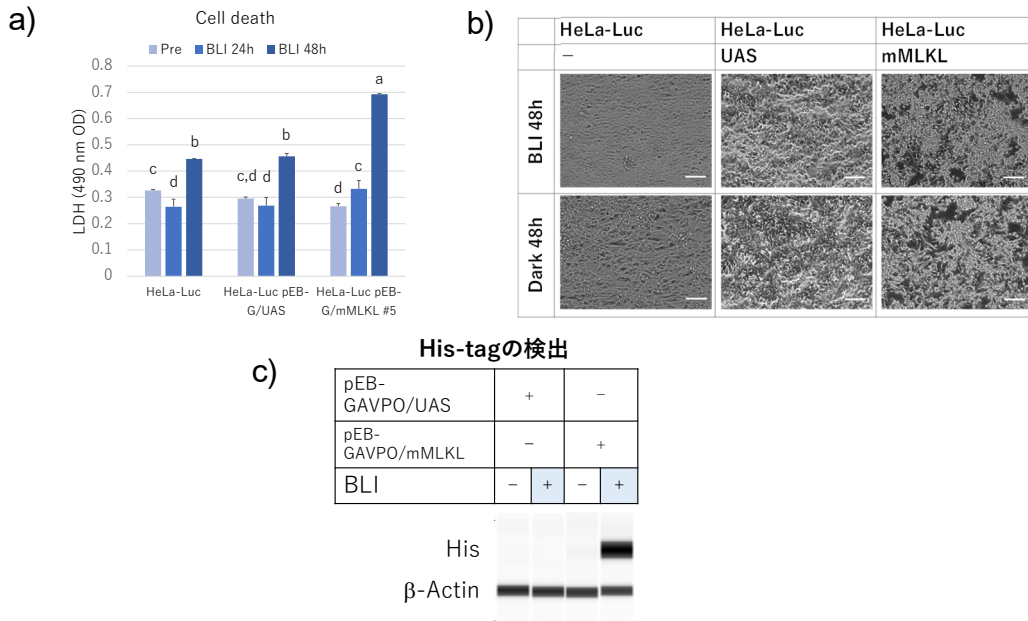 a)
Cell death
Pre BLI 24h BLI 48h
LDH (490 nm OD)
0.8
0.7
0.6
0.5
0.4
0.3
0.2
0.1
0
c d b
c,d d b
d c a
HeLa-Luc
HeLa-Luc pEB-
G/UAS
HeLa-Luc pEB-
G/mMLKL #5
b)
HeLa-Luc HeLa-Luc HeLa-Luc
− UAS mMLKL
BLI 48h
Dark 48h
c)
His-tagの検出
pEB-
GAVPO/UAS + −
pEB-
GAVPO/mMLKL − +
BLI − + − +
His
β-Actin